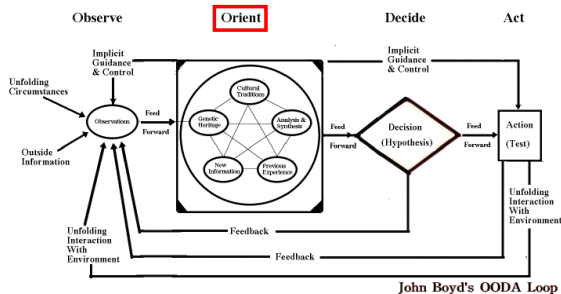 Observe
Orient
Decide
Act
Implicit
Guidance
& Control
Implicit
Guidance
& Control
Unfolding
Circumstances
Observations
Outside
Information
Feed
Forward
Cultural
Traditions
Genetic
Heritage
Analysis &
Synthesis
New
Information
Previous
Experience
Feed
Forward
Decision
(Hypothesis)
Feed
Forward
Action
(Test)
Unfolding
Interaction
With
Environment
Unfolding
Interaction
With
Environment
Feedback
Feedback
John Boyd's OODA Loop